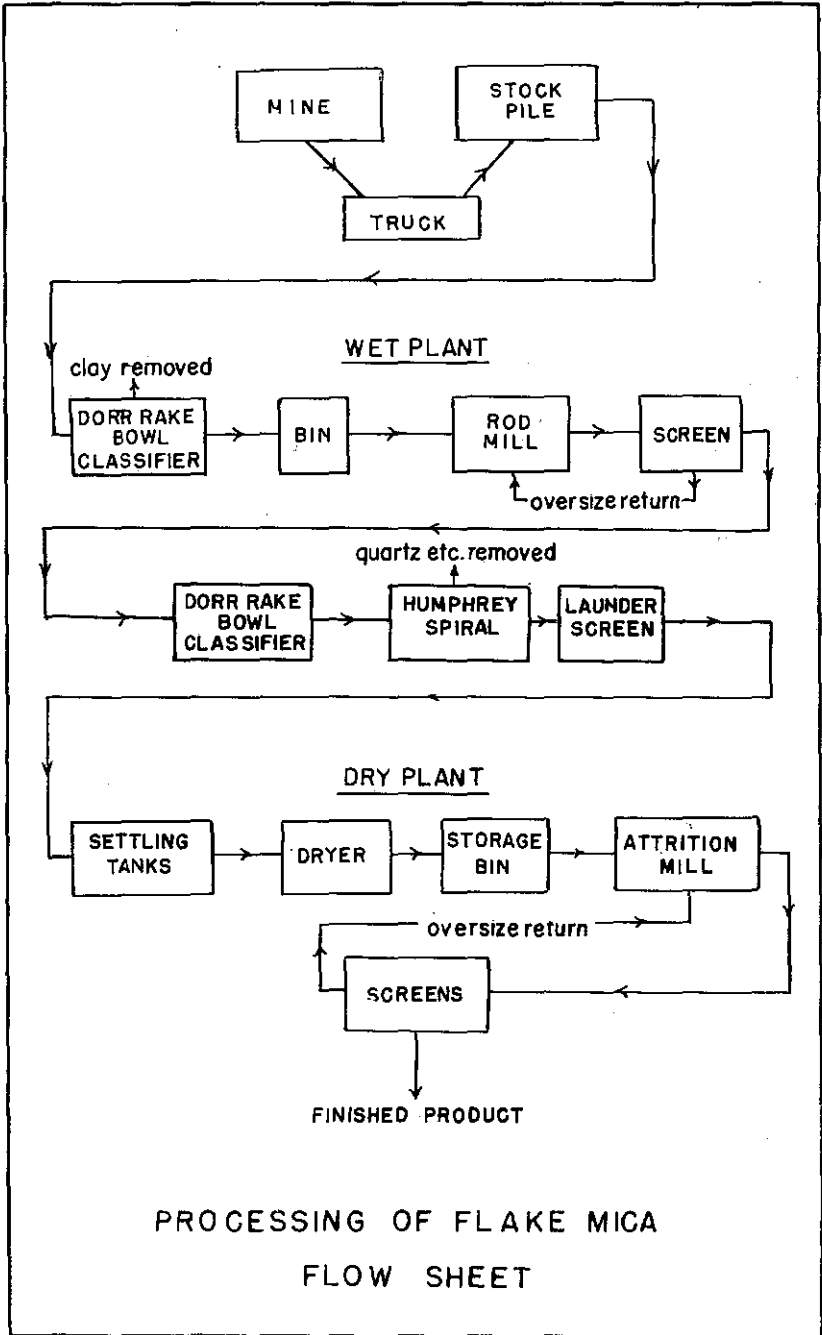 MINE
STOCK
PILE
TRUCK
WET PLANT
clay removed
DORR RAKE
BOWL
CLASSIFIER
BIN
ROD
MILL
SCREEN
oversize return
quartz etc. removed
DORR RAKE
BOWL
CLASSIFIER
HUMPHREY
SPIRAL
LAUNDER
SCREEN
DRY PLANT
SETTLING
TANKS
DRYER
STORAGE
BIN
ATTRITION
MILL
oversize return
SCREENS
FINISHED PRODUCT
PROCESSING OF FLAKE MICA
FLOW SHEET